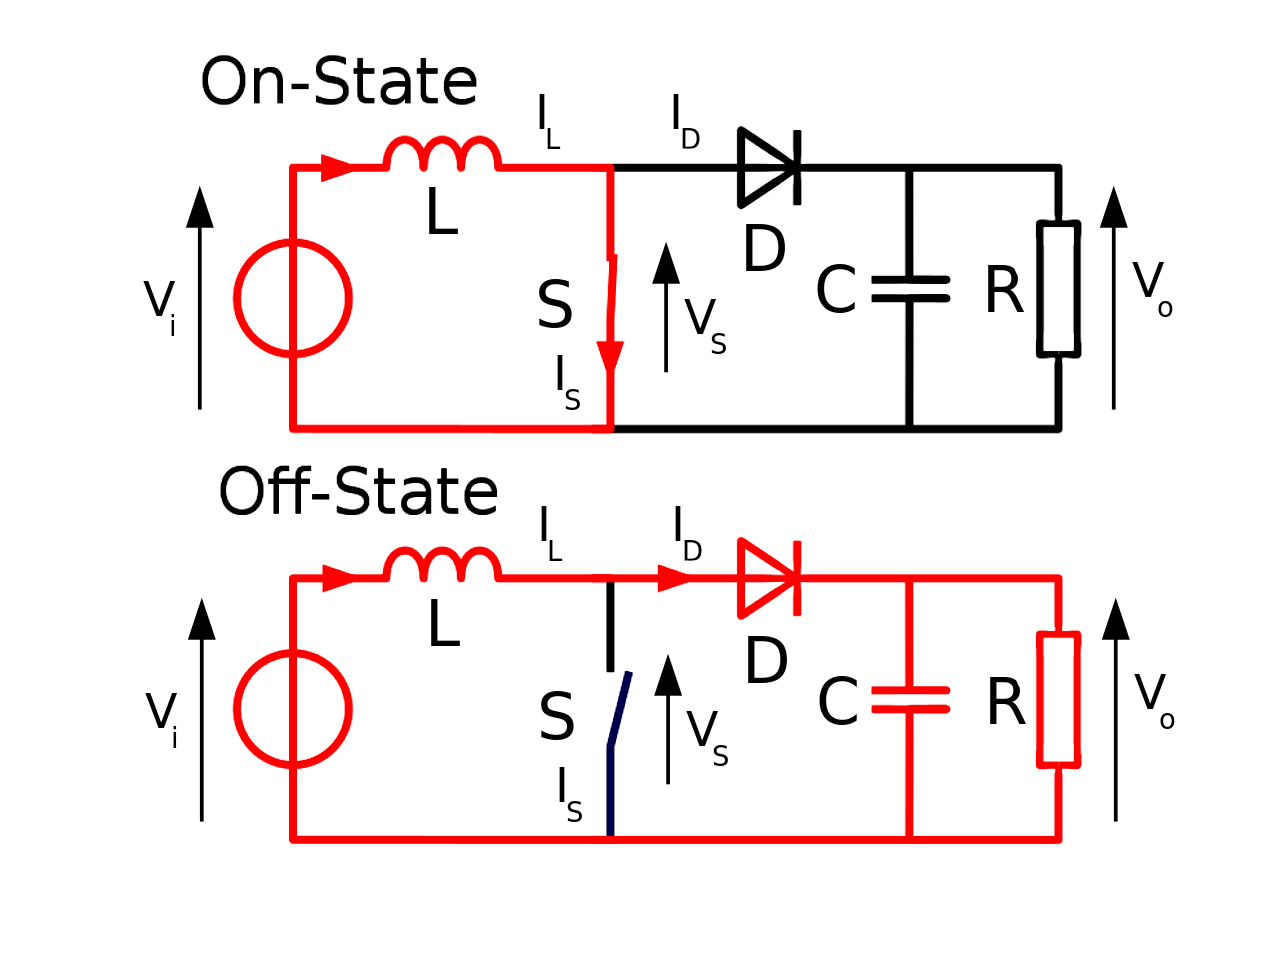 On-State
I_L I_D
L
D
V_i
S
V_S
C
R
V_o
I_S
Off-State
I_L I_D
L
D
V_i
S
V_S
C
R
V_o
I_S